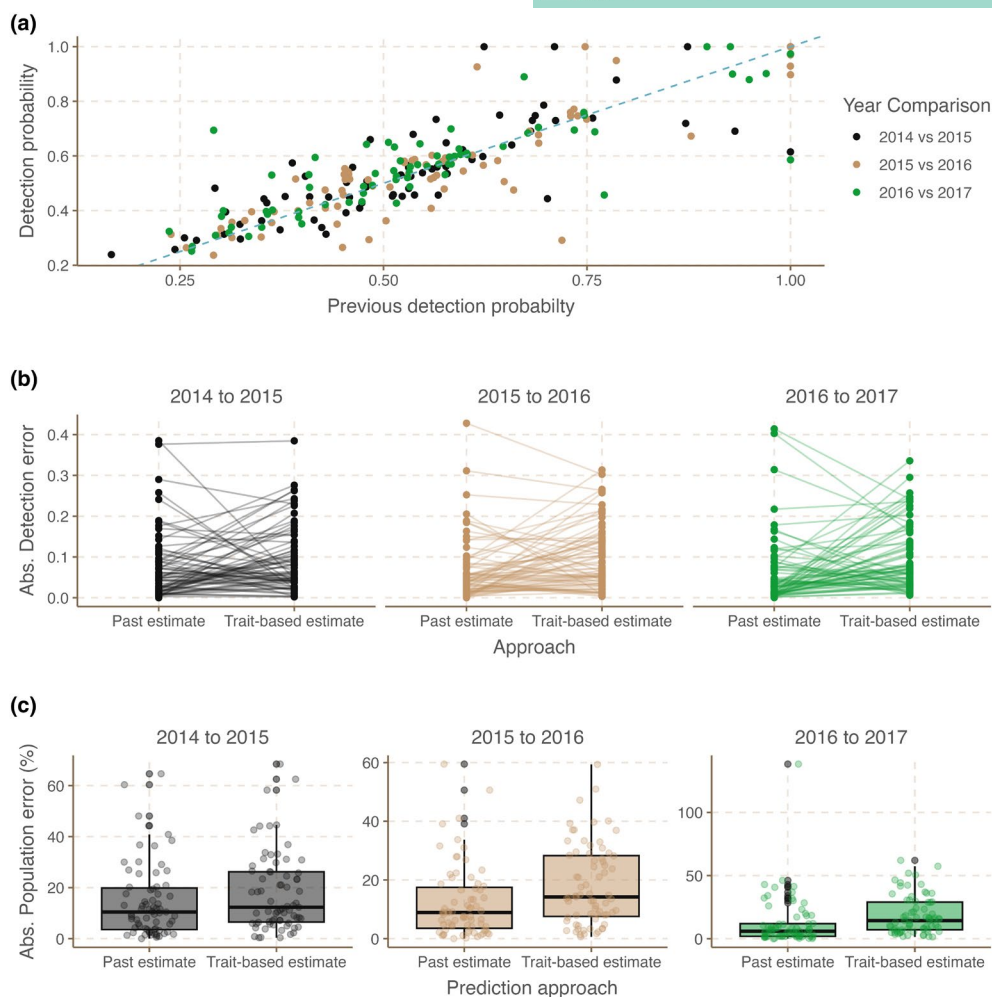 (a)
Detection probability
1.0
0.8
0.6
0.4
0.2
0.25
0.50
0.75
1.00
Previous detection probabilty
Year Comparison
2014 vs 2015
2015 vs 2016
2016 vs 2017
(b)
2014 to 2015
2015 to 2016
2016 to 2017
Abs. Detection error
0.4
0.3
0.2
0.1
0.0
Past estimate
Trait-based estimate
Past estimate
Trait-based estimate
Past estimate
Trait-based estimate
Approach
(c)
2014 to 2015
2015 to 2016
2016 to 2017
Abs. Population error (%)
60
40
20
0
60
40
20
0
100
50
0
Past estimate
Trait-based estimate
Past estimate
Trait-based estimate
Past estimate
Trait-based estimate
Prediction approach